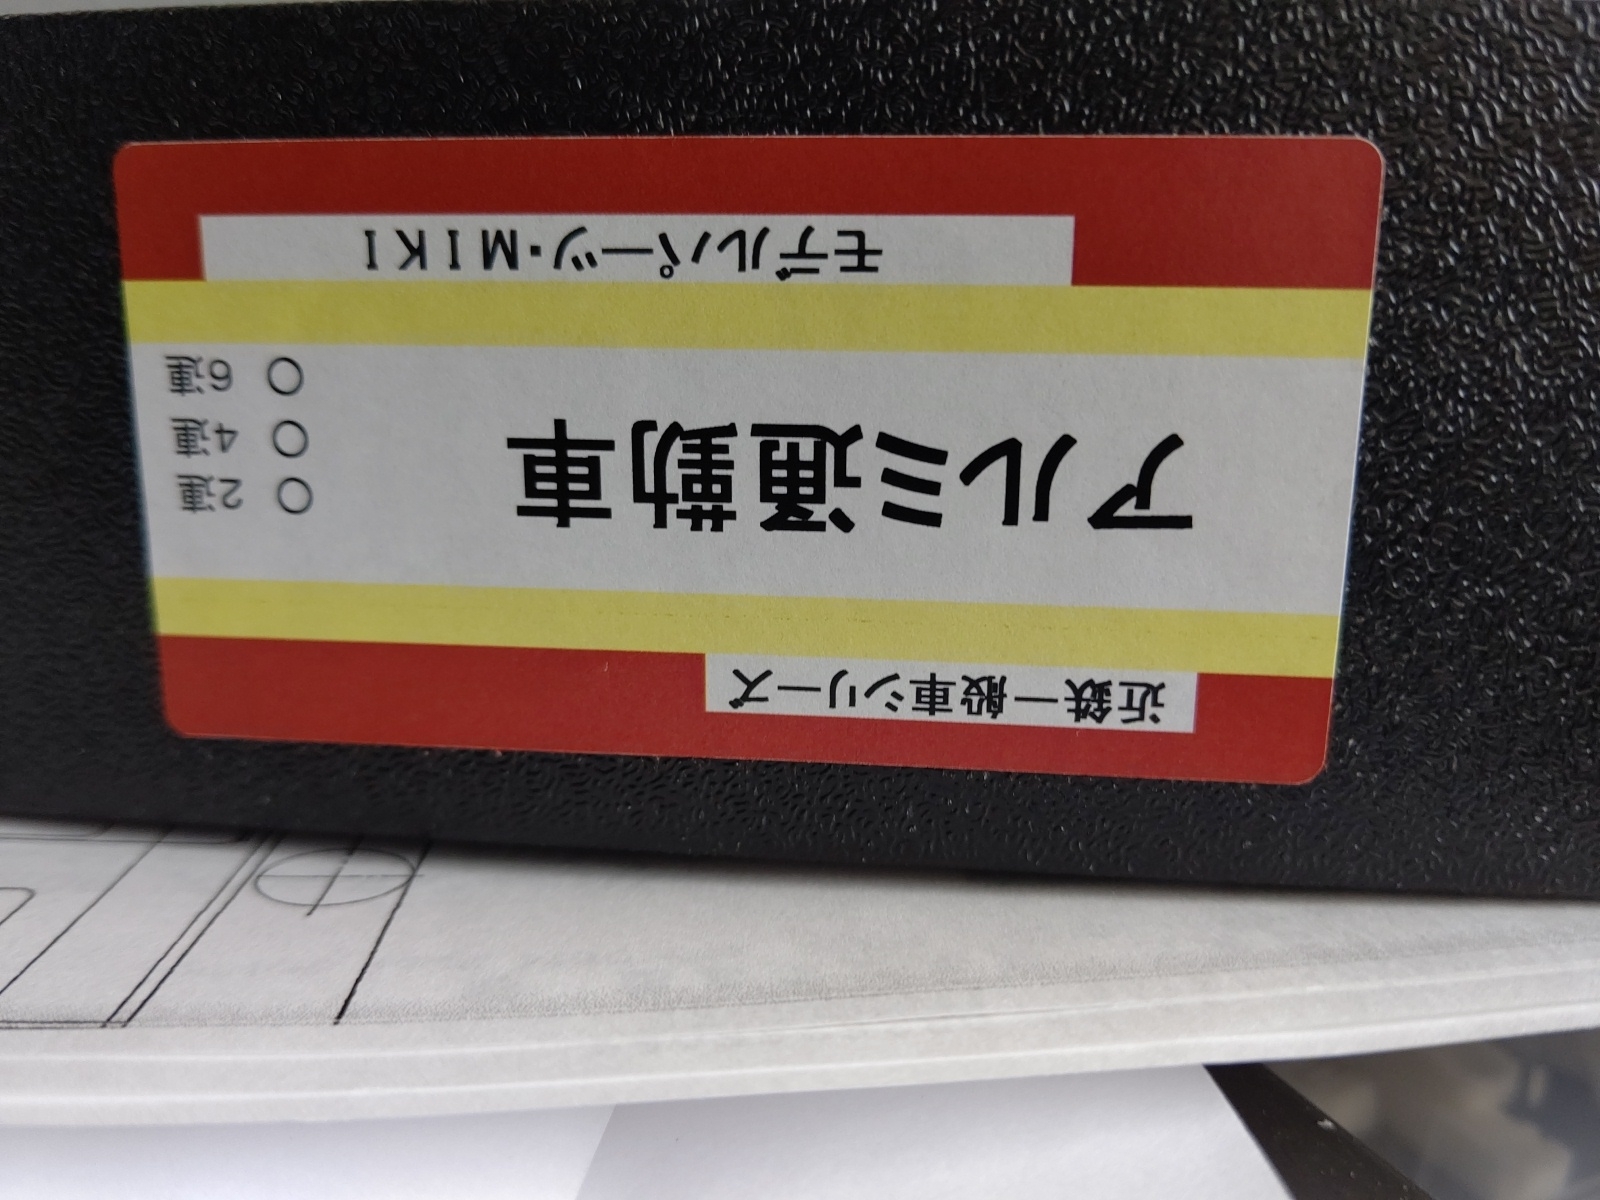 近鉄一般車シリーズ
アルミ通勤車
○ 2連
○ 4連
○ 6連
モデルパーツ・MIKI